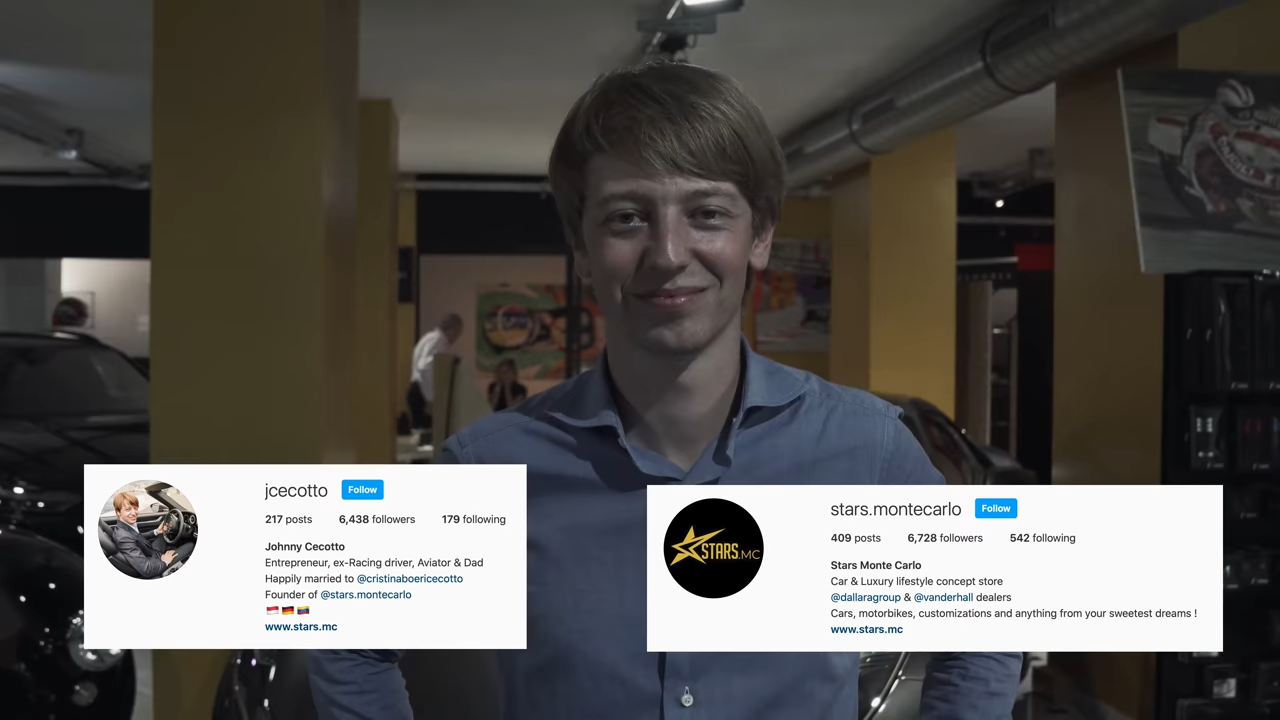 jcecotto Follow
217 posts 6,438 followers 179 following
Johnny Cecotto
Entrepreneur, ex-Racing driver, Aviator & Dad
Happily married to @cristinaboericecotto
Founder of @stars.montecarlo
🇲🇨 🇩🇪 🇻🇪
www.stars.mc
STARS.MC
stars.montecarlo Follow
409 posts 6,728 followers 542 following
Stars Monte Carlo
Car & Luxury lifestyle concept store
@dallaragroup & @vanderhall dealers
Cars, motorbikes, customizations and anything from your sweetest dreams !
www.stars.mc